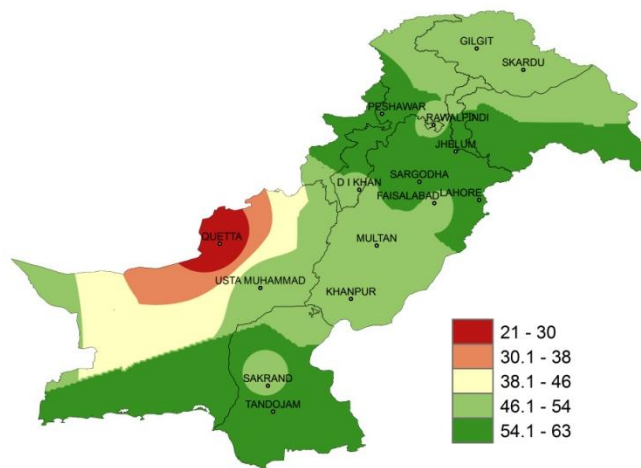 GILGIT
SKARDU
PESHAWAR
RAWALPINDI
JHELUM
SARGODHA
D I KHAN
FAISALABAD
LAHORE
QUETTA
MULTAN
USTA MUHAMMAD
KHANPUR
SAKRAND
TANDOJAM
21 - 30
30.1 - 38
38.1 - 46
46.1 - 54
54.1 - 63